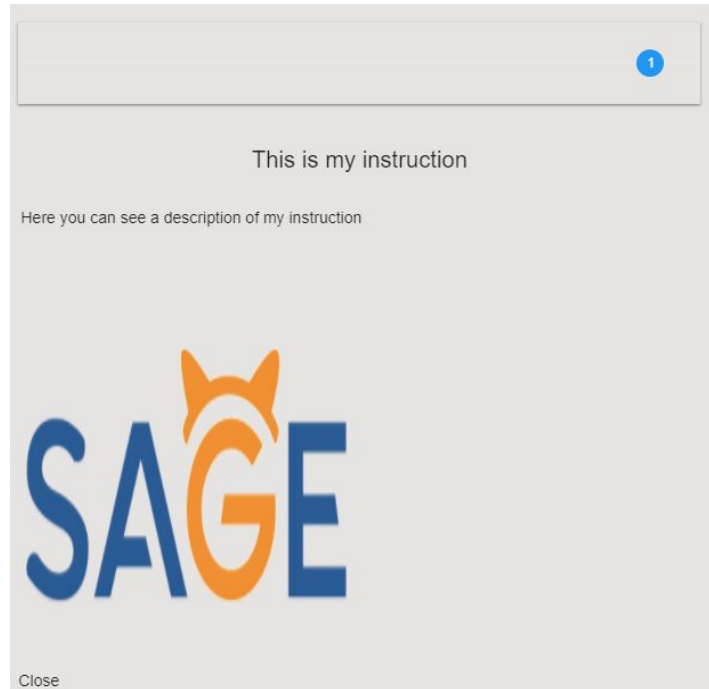 1
This is my instruction
Here you can see a description of my instruction
SAGE
Close